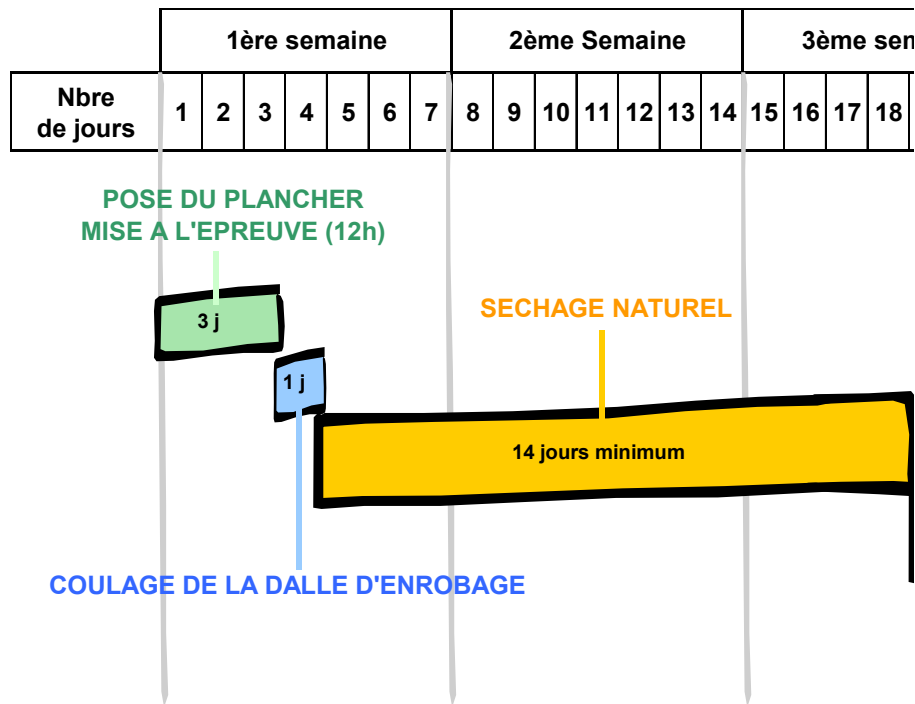 1ère semaine 2ème Semaine 3ème sem
Nbre
de jours
1 2 3 4 5 6 7 8 9 10 11 12 13 14 15 16 17 18
POSE DU PLANCHER
MISE A L'EPREUVE (12h)
3 j
SECHAGE NATUREL
1 j
14 jours minimum
COULAGE DE LA DALLE D'ENROBAGE